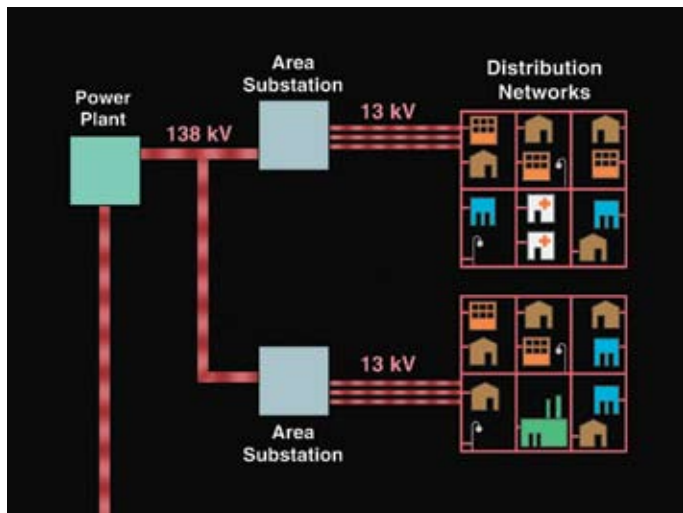 Power
Plant
138 kV
Area
Substation
13 kV
Distribution
Networks
13 kV
Area
Substation